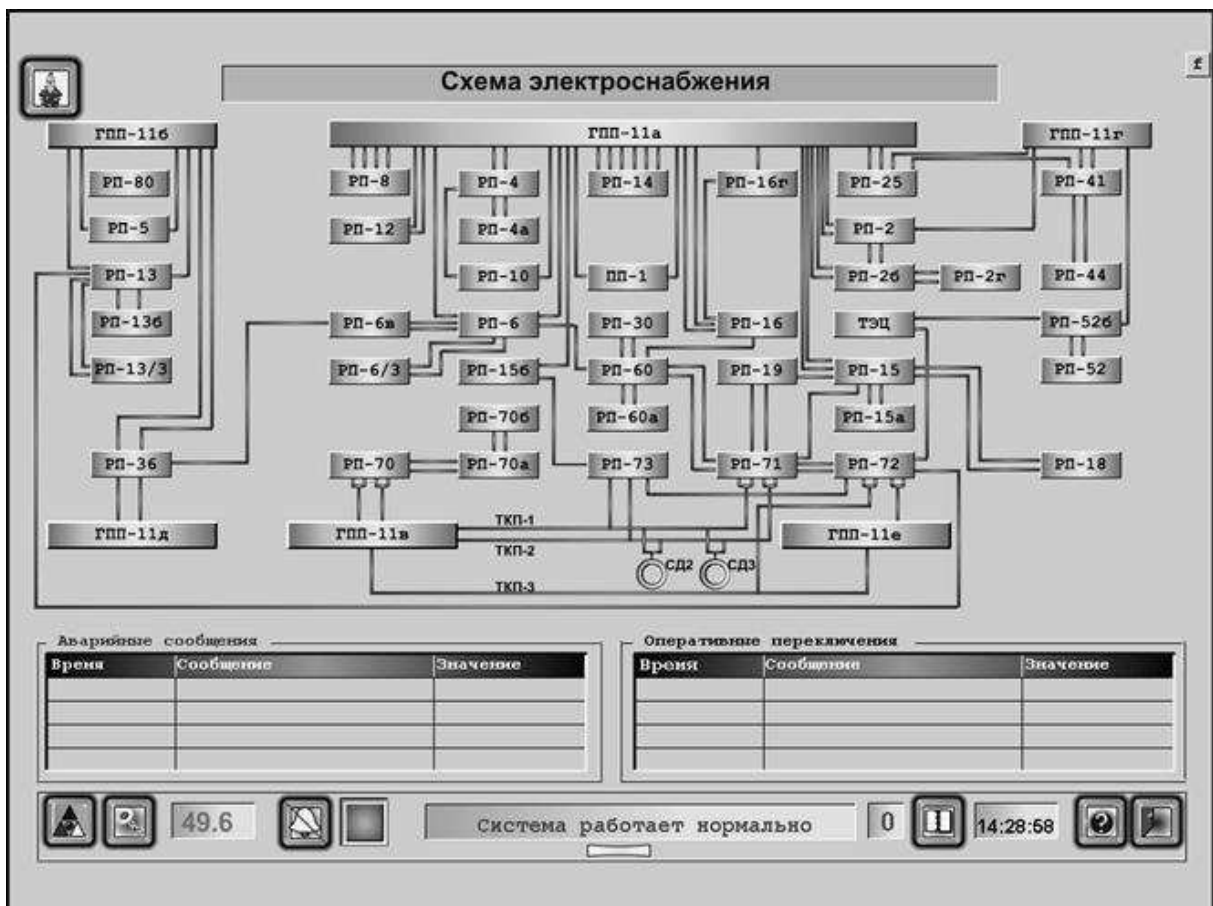 Схема электроснабжения
f
ГПП-11б ГПП-11а ГПП-11г
РП-80 РП-8 РП-4 РП-14 РП-16г РП-25 РП-41
РП-5 РП-12 РП-4а РП-2
РП-13 РП-10 ПП-1 РП-26 РП-2г РП-44
РП-136 РП-6в РП-6 РП-30 РП-16 ТЭЦ РП-526
РП-13/3 РП-6/3 РП-156 РП-60 РП-19 РП-15 РП-52
РП-706 РП-60а РП-15а
РП-36 РП-70 РП-70а РП-73 РП-71 РП-72 РП-18
ТКП-1
ГПП-11д ГПП-11в ГПП-11е
ТКП-2
СД2 СД3
ТКП-3
Аварийные сообщения Оперативные переключения
Время Сообщение Значение Время Сообщение Значение
49.6 Система работает нормально 0 14:28:58